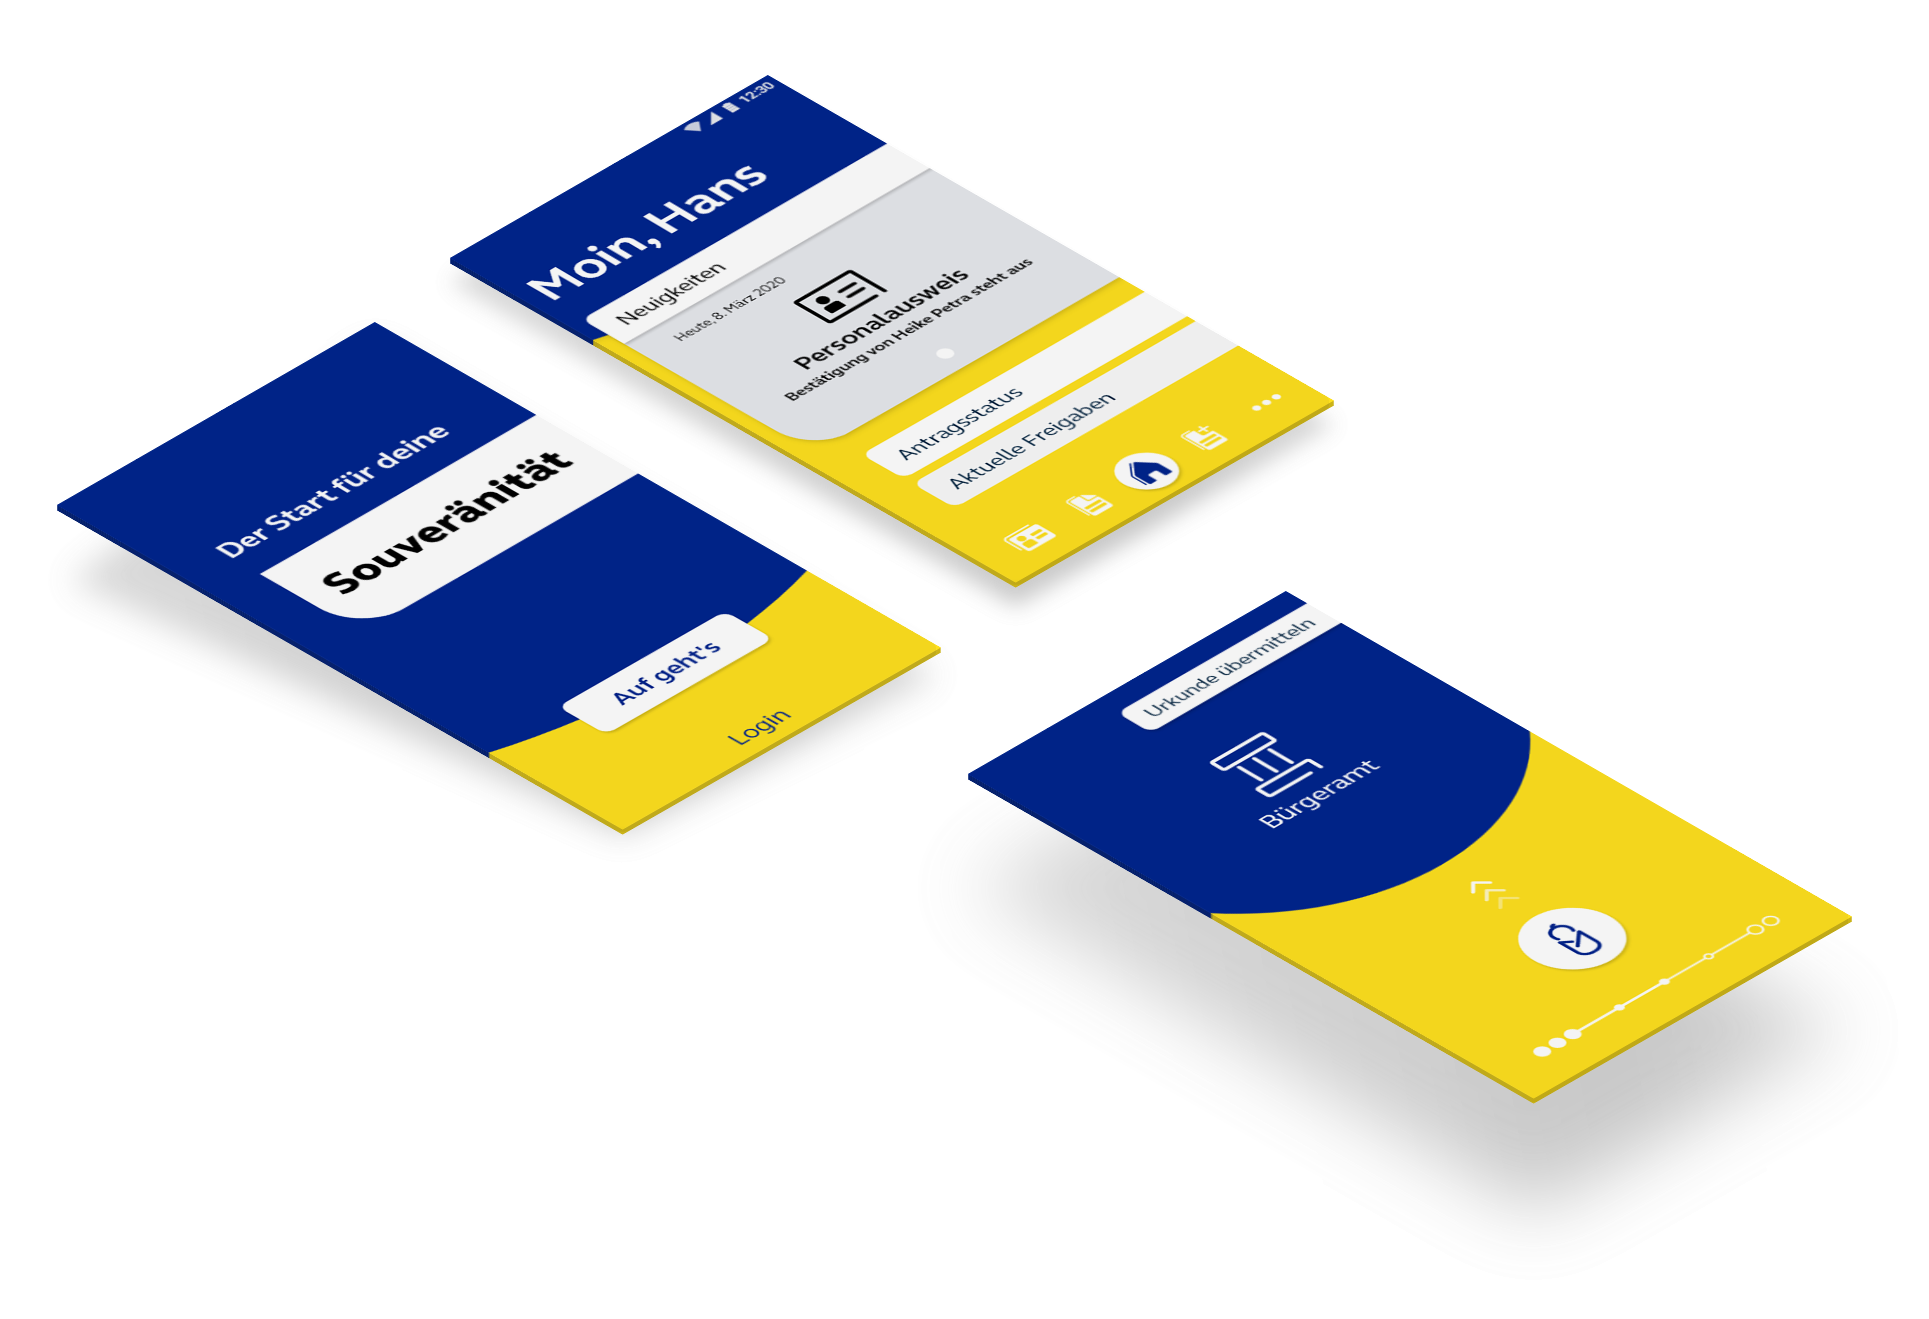 Der Start für deine
Souveränität
Auf geht's
Login
12:30
Moin, Hans
Neuigkeiten
Heute, 8. März 2020
Personalausweis
Bestätigung von Heike Petra steht aus
Antragsstatus
Aktuelle Freigaben
Urkunde übermitteln
Bürgeramt